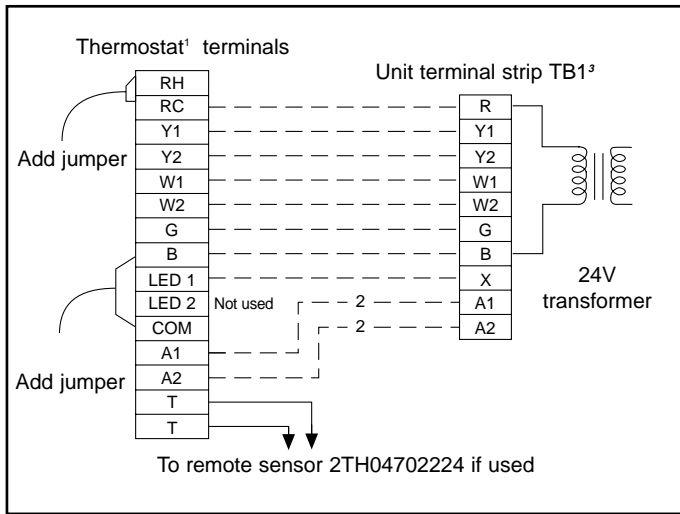 Thermostat¹ terminals
Unit terminal strip TB1³
RH
RC
Y1
Y2
W1
W2
G
B
LED 1
LED 2 Not used
COM
A1
A2
T
T
Add jumper
Add jumper
R
Y1
Y2
W1
W2
G
B
X
A1
A2
2
2
24V
transformer
To remote sensor 2TH04702224 if used